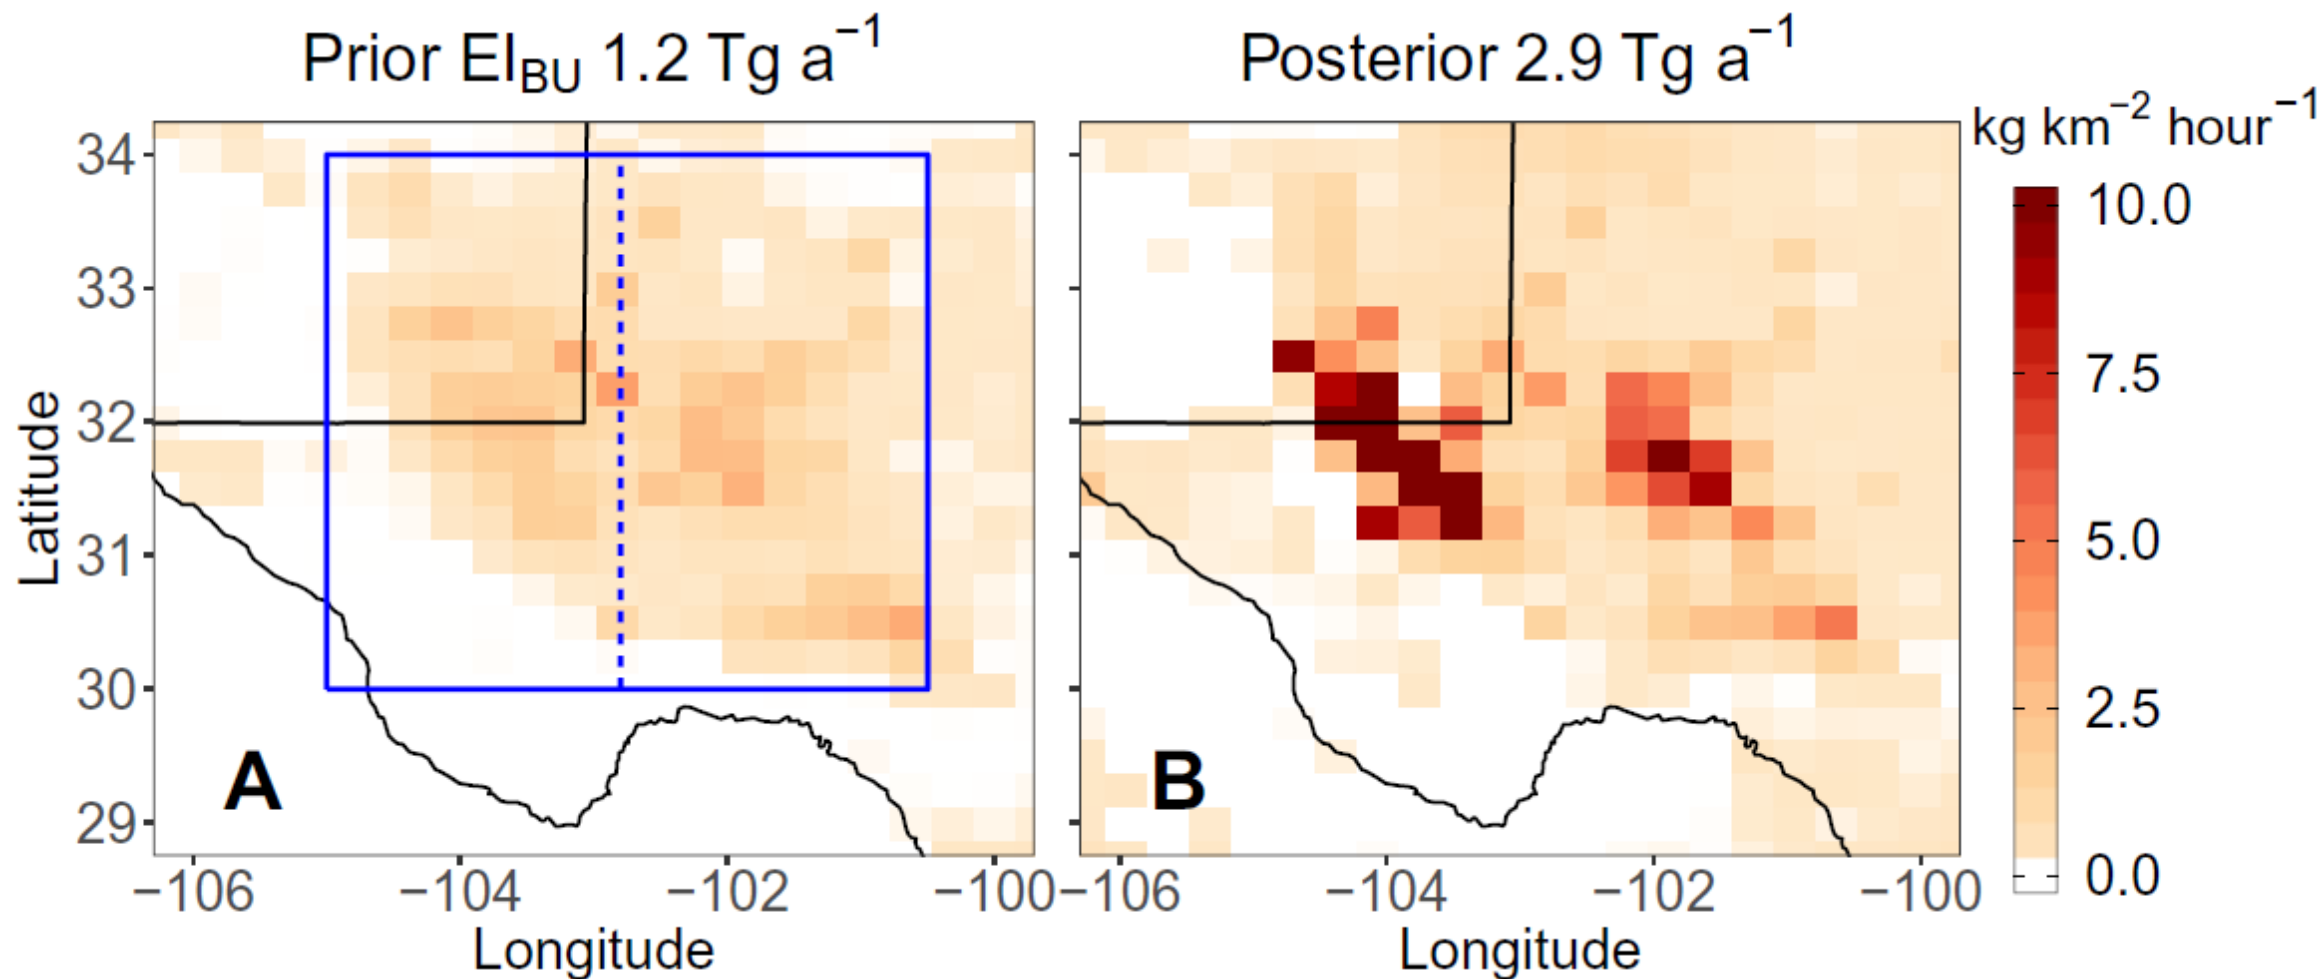 Prior EI_BU 1.2 Tg a⁻¹
Posterior 2.9 Tg a⁻¹
kg km⁻² hour⁻¹
Latitude
34
33
32
31
30
29
A
−106
−104
−102
−100
Longitude
B
−106
−104
−102
−100
Longitude
10.0
7.5
5.0
2.5
0.0